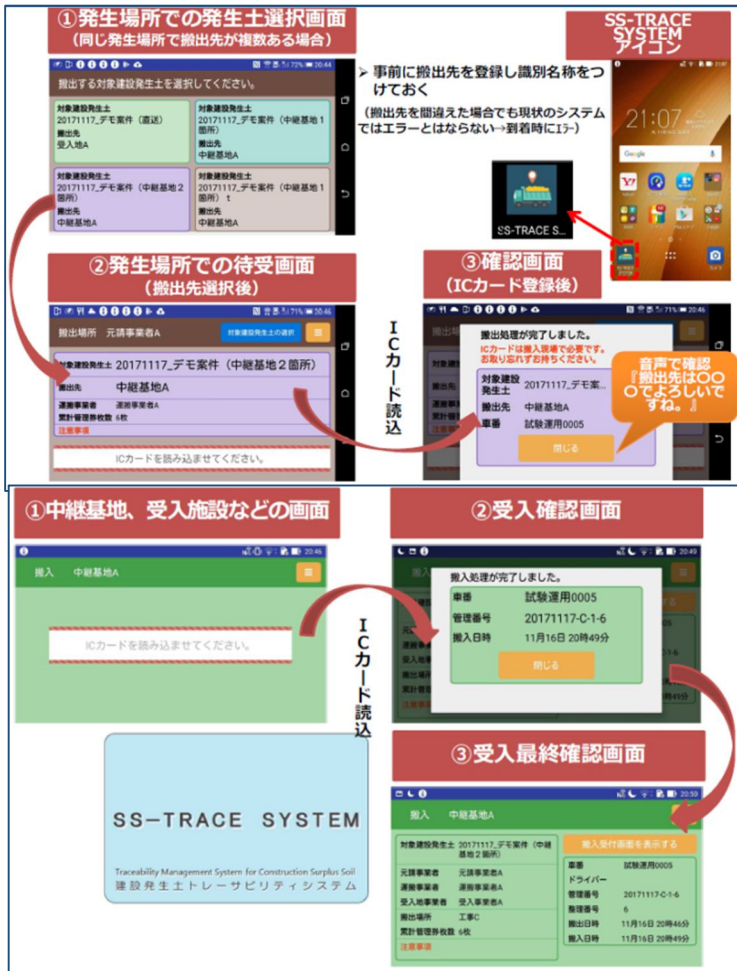 ①発生場所での発生土選択画面
(同じ発生場所で搬出先が複数ある場合)
72% 20:44
搬出する対象建設発生土を選択してください。
対象建設発生土
20171117_デモ案件(直送)
搬出先
受入地A
対象建設発生土
20171117_デモ案件(中継基地1
箇所)
搬出先
中継基地A
対象建設発生土
20171117_デモ案件(中継基地2
箇所)
搬出先
中継基地A
対象建設発生土
20171117_デモ案件(中継基地1
箇所) t
搬出先
中継基地A
➢ 事前に搬出先を登録し識別名称をつ
けておく
(搬出先を間違えた場合でも現状のシステム
ではエラーとはならない→到着時にエラー)
SS-TRACE
SYSTEM
アイコン
21:07
Google
SS-TRACE S...
②発生場所での待受画面
(搬出先選択後)
71% 20:46
搬出場所 元請事業者A
対象建設発生土の選択
対象建設発生土 20171117_デモ案件(中継基地2箇所)
搬出先 中継基地A
運搬事業者 運搬事業者A
累計管理券枚数 6枚
注意事項
ICカードを読み込ませてください。
ICカード読込
③確認画面
(ICカード登録後)
71% 20:46
搬出処理が完了しました。
ICカードは搬入現場で必要です。
お取り忘れずお持ちください。
対象建設
発生土 20171117_デモ案...
搬出先 中継基地A
車番 試験運用0005
閉じる
音声で確認
『搬出先は〇〇
〇でよろしいで
すね。』
①中継基地、受入施設などの画面
20:46
搬入 中継基地A
ICカードを読み込ませてください。
ICカード読込
②受入確認画面
20:49
搬入処理が完了しました。
車番 試験運用0005
管理番号 20171117-C-1-6
搬入日時 11月16日 20時49分
閉じる
SS-TRACE SYSTEM
Traceability Management System for Construction Surplus Soil
建設発生土トレーサビリティシステム
③受入最終確認画面
20:50
搬入 中継基地A
対象建設発生土 20171117_デモ案件(中継
基地2箇所)
元請事業者 元請事業者A
運搬事業者 運搬事業者A
受入地事業者 受入事業者A
搬出場所 工事C
累計管理券枚数 6枚
注意事項
搬入受付画面を表示する
車番 試験運用0005
ドライバー
管理番号 20171117-C-1-6
整理番号 6
搬出日時 11月16日 20時46分
搬入日時 11月16日 20時49分